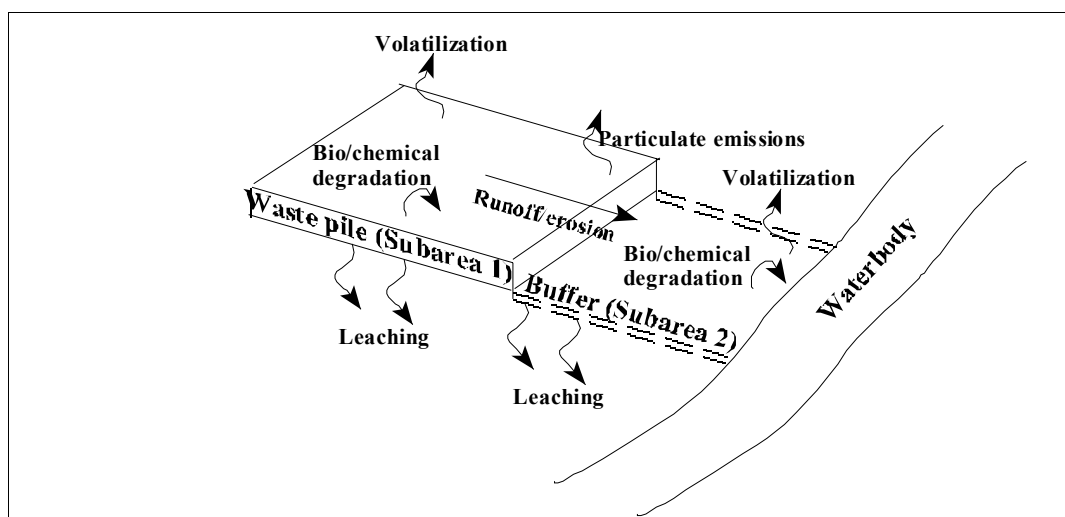 Volatilization
Particulate emissions
Bio/chemical
degradation
Volatilization
Runoff/erosion
Waste pile (Subarea 1)
Bio/chemical
degradation
Buffer (Subarea 2)
Waterbody
Leaching
Leaching